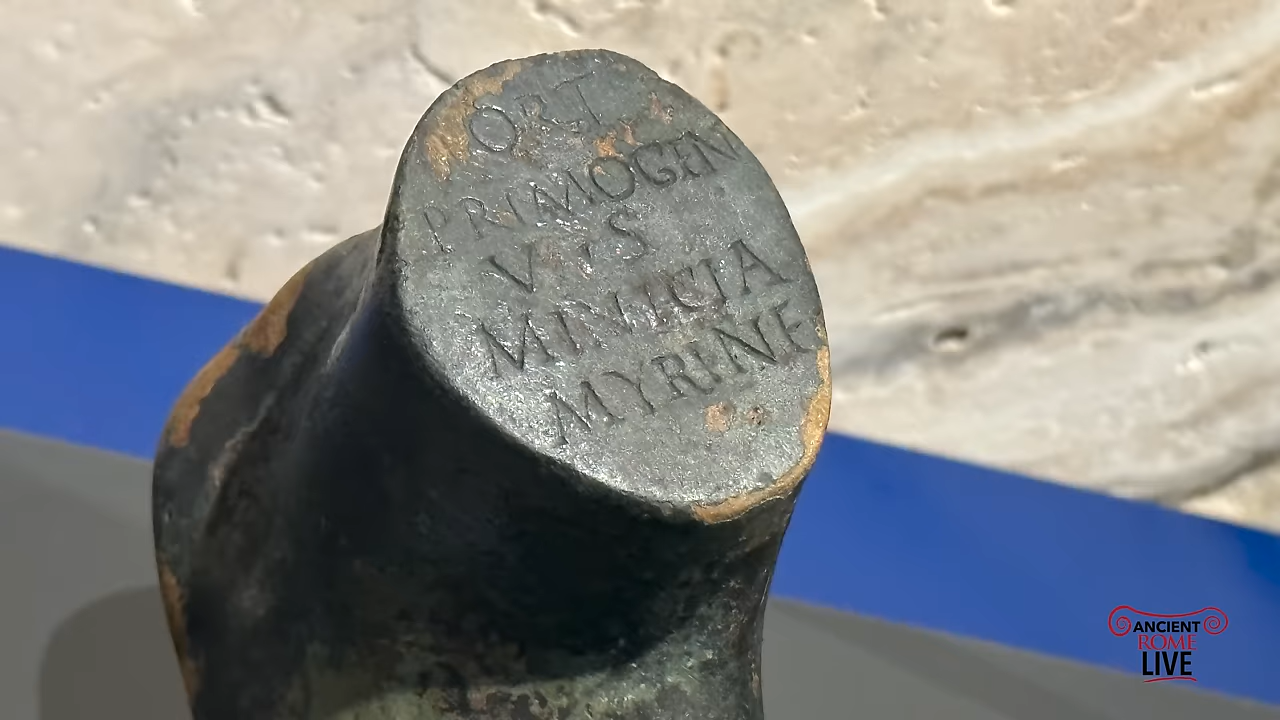 ORT
PRIMOGEN
V S
MINICIA
MYRINE
ANCIENT
ROME
LIVE